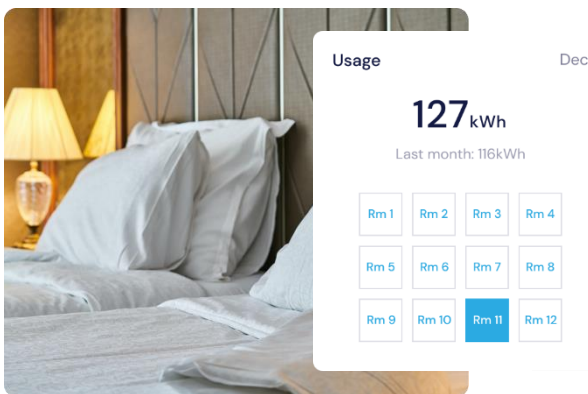 Usage Dec
127kWh
Last month: 116kWh
Rm 1 Rm 2 Rm 3 Rm 4
Rm 5 Rm 6 Rm 7 Rm 8
Rm 9 Rm 10 Rm 11 Rm 12